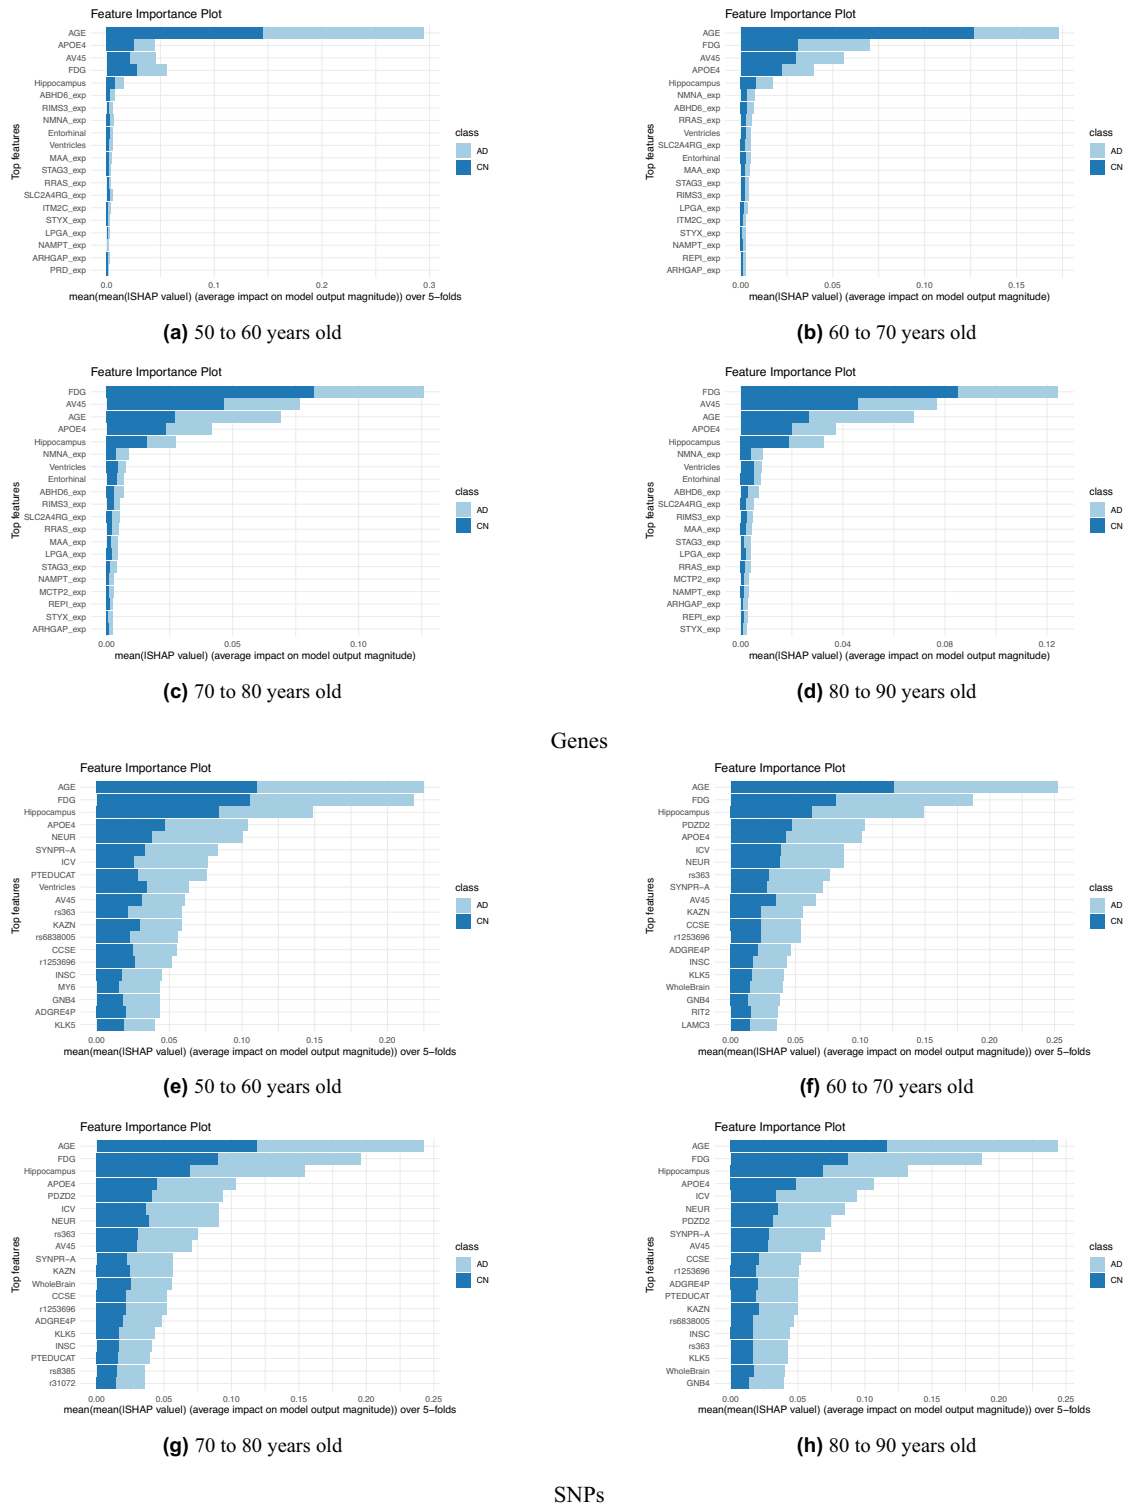 Feature Importance Plot
Top features
AGE
APOE4
AV45
FDG
Hippocampus
ABHD6_exp
RIMS3_exp
NMNA_exp
Entorhinal
Ventricles
MAA_exp
STAG3_exp
RRAS_exp
SLC2A4RG_exp
ITM2C_exp
STYX_exp
LPGA_exp
NAMPT_exp
ARHGAP_exp
PRD_exp
0.0 0.1 0.2 0.3
mean(mean(ISHAP valueI) (average impact on model output magnitude)) over 5−folds
class
AD
CN
(a) 50 to 60 years old
Feature Importance Plot
Top features
AGE
FDG
AV45
APOE4
Hippocampus
NMNA_exp
ABHD6_exp
RRAS_exp
Ventricles
SLC2A4RG_exp
Entorhinal
MAA_exp
STAG3_exp
RIMS3_exp
LPGA_exp
ITM2C_exp
STYX_exp
NAMPT_exp
REPI_exp
ARHGAP_exp
0.00 0.05 0.10 0.15
mean(ISHAP valueI) (average impact on model output magnitude)
class
AD
CN
(b) 60 to 70 years old
Feature Importance Plot
Top features
FDG
AV45
AGE
APOE4
Hippocampus
NMNA_exp
Ventricles
Entorhinal
ABHD6_exp
RIMS3_exp
SLC2A4RG_exp
RRAS_exp
MAA_exp
LPGA_exp
STAG3_exp
NAMPT_exp
MCTP2_exp
REPI_exp
STYX_exp
ARHGAP_exp
0.00 0.05 0.10
mean(ISHAP valueI) (average impact on model output magnitude)
class
AD
CN
(c) 70 to 80 years old
Feature Importance Plot
Top features
FDG
AV45
AGE
APOE4
Hippocampus
NMNA_exp
Ventricles
Entorhinal
ABHD6_exp
SLC2A4RG_exp
RIMS3_exp
MAA_exp
STAG3_exp
LPGA_exp
RRAS_exp
MCTP2_exp
NAMPT_exp
ARHGAP_exp
REPI_exp
STYX_exp
0.00 0.04 0.08 0.12
mean(ISHAP valueI) (average impact on model output magnitude)
class
AD
CN
(d) 80 to 90 years old
Genes
Feature Importance Plot
Top features
AGE
FDG
Hippocampus
APOE4
NEUR
SYNPR−A
ICV
PTEDUCAT
Ventricles
AV45
rs363
KAZN
rs6838005
CCSE
r1253696
INSC
MY6
GNB4
ADGRE4P
KLK5
0.00 0.05 0.10 0.15 0.20
mean(mean(ISHAP valueI) (average impact on model output magnitude)) over 5−folds
class
AD
CN
(e) 50 to 60 years old
Feature Importance Plot
Top features
AGE
FDG
Hippocampus
PDZD2
APOE4
ICV
NEUR
rs363
SYNPR−A
AV45
KAZN
CCSE
r1253696
ADGRE4P
INSC
KLK5
WholeBrain
GNB4
RIT2
LAMC3
0.00 0.05 0.10 0.15 0.20 0.25
mean(mean(ISHAP valueI) (average impact on model output magnitude)) over 5−folds
class
AD
CN
(f) 60 to 70 years old
Feature Importance Plot
Top features
AGE
FDG
Hippocampus
APOE4
PDZD2
ICV
NEUR
rs363
AV45
SYNPR−A
KAZN
WholeBrain
CCSE
r1253696
ADGRE4P
KLK5
INSC
PTEDUCAT
rs8385
r31072
0.00 0.05 0.10 0.15 0.20 0.25
mean(mean(ISHAP valueI) (average impact on model output magnitude)) over 5−folds
class
AD
CN
(g) 70 to 80 years old
Feature Importance Plot
Top features
AGE
FDG
Hippocampus
APOE4
ICV
NEUR
PDZD2
SYNPR−A
AV45
CCSE
r1253696
ADGRE4P
PTEDUCAT
KAZN
rs6838005
INSC
rs363
KLK5
WholeBrain
GNB4
0.00 0.05 0.10 0.15 0.20 0.25
mean(mean(ISHAP valueI) (average impact on model output magnitude)) over 5−folds
class
AD
CN
(h) 80 to 90 years old
SNPs